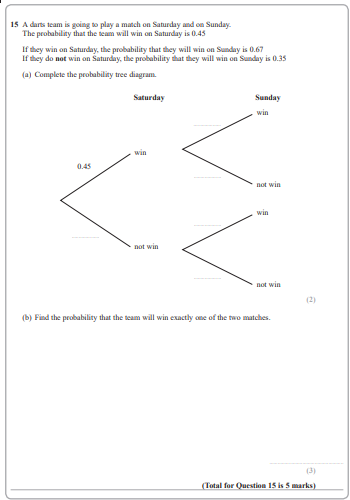 15 A darts team is going to play a match on Saturday and on Sunday.
The probability that the team will win on Saturday is 0.45
If they win on Saturday, the probability that they will win on Sunday is 0.67
If they do not win on Saturday, the probability that they will win on Sunday is 0.35
(a) Complete the probability tree diagram.
Saturday Sunday
win
win
0.45
not win
win
not win
not win
(2)
(b) Find the probability that the team will win exactly one of the two matches.
(3)
(Total for Question 15 is 5 marks)